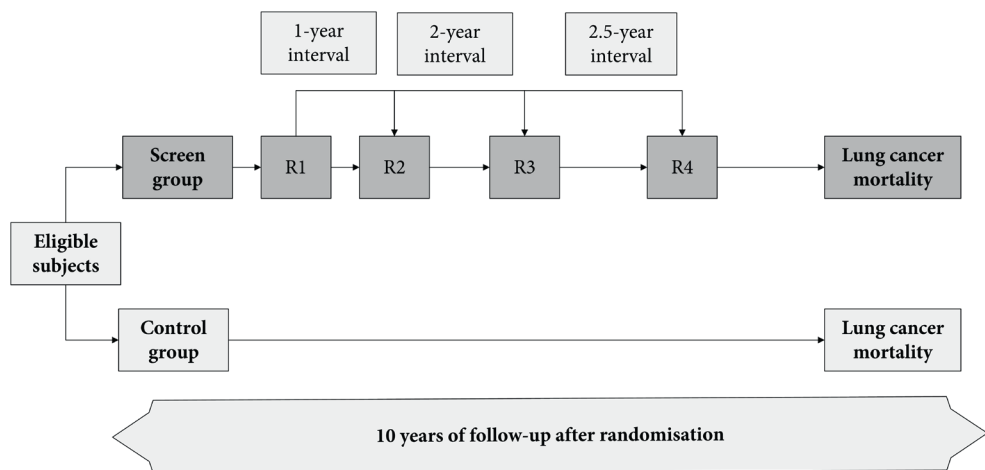 1-year
interval
2-year
interval
2.5-year
interval
Screen
group
R1
R2
R3
R4
Lung cancer
mortality
Eligible
subjects
Control
group
Lung cancer
mortality
10 years of follow-up after randomisation